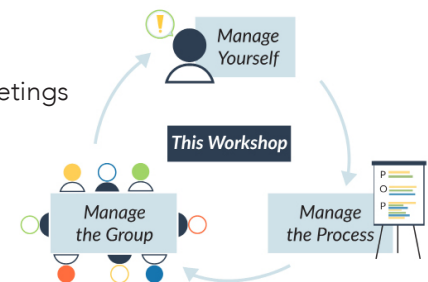 !
Manage
Yourself
etings
This Workshop
P
O
P
Manage
the Group
Manage
the Process